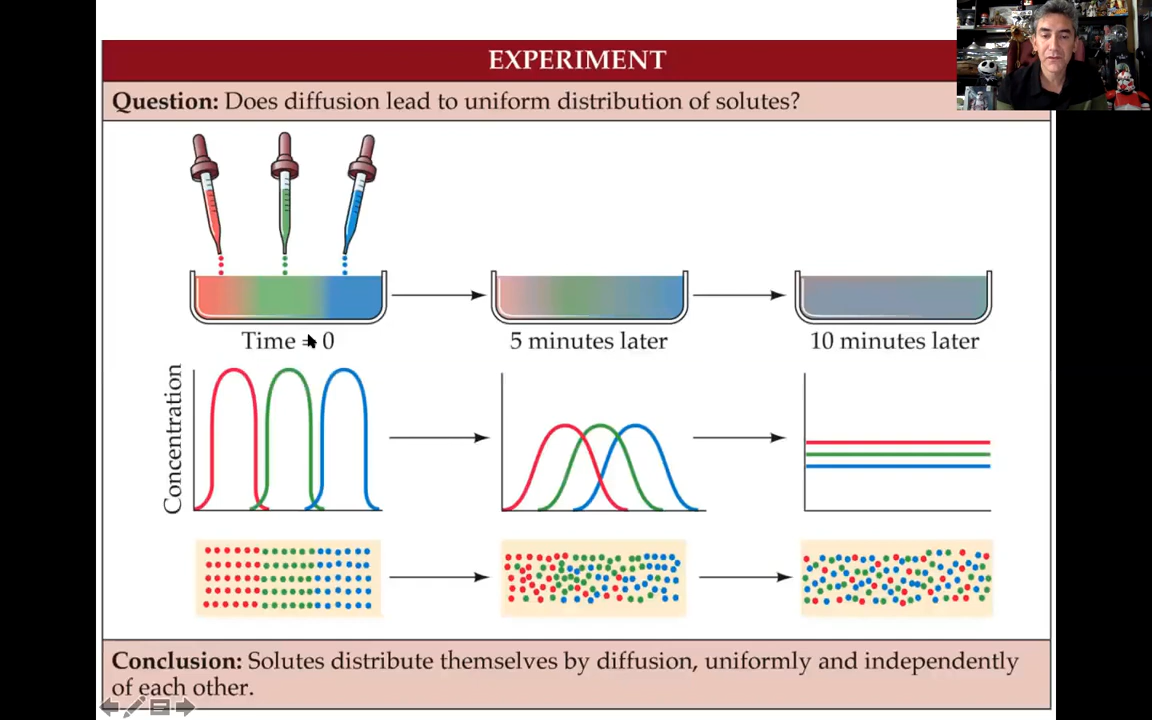 EXPERIMENT
Question: Does diffusion lead to uniform distribution of solutes?
Time = 0
5 minutes later
10 minutes later
Concentration
Conclusion: Solutes distribute themselves by diffusion, uniformly and independently
of each other.